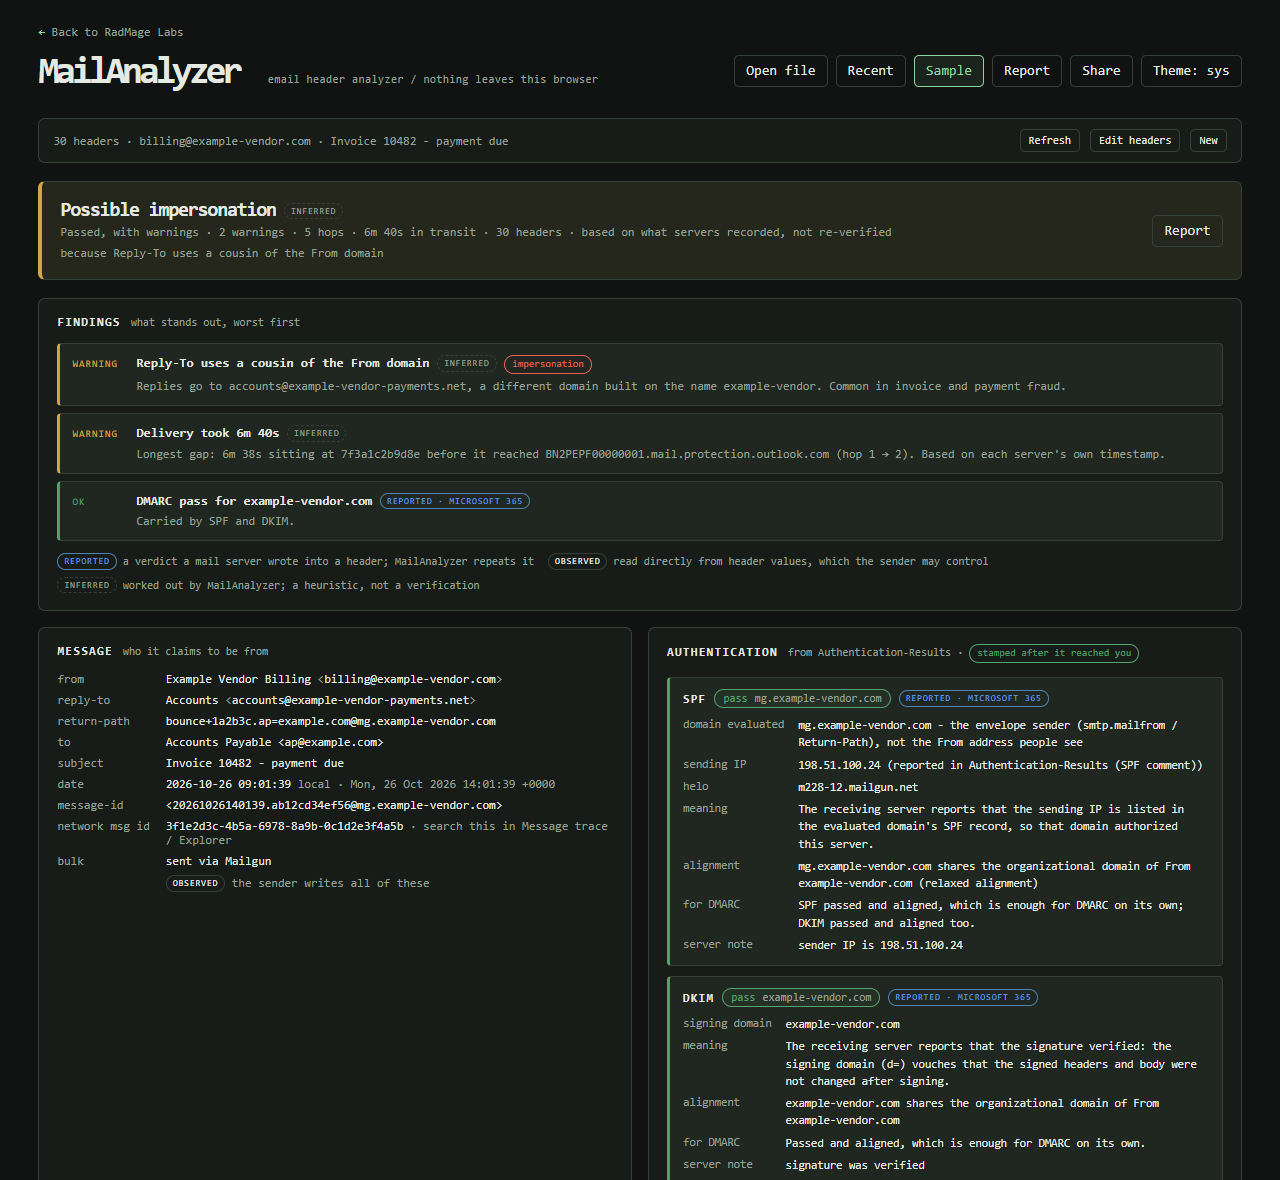 ← Back to RadMage Labs
MailAnalyzer
email header analyzer / nothing leaves this browser
Open file
Recent
Sample
Report
Share
Theme: sys
30 headers · billing@example-vendor.com · Invoice 10482 - payment due
Refresh
Edit headers
New
Possible impersonation INFERRED
Passed, with warnings · 2 warnings · 5 hops · 6m 40s in transit · 30 headers · based on what servers recorded, not re-verified
because Reply-To uses a cousin of the From domain
Report
FINDINGS what stands out, worst first
WARNING Reply-To uses a cousin of the From domain INFERRED impersonation
Replies go to accounts@example-vendor-payments.net, a different domain built on the name example-vendor. Common in invoice and payment fraud.
WARNING Delivery took 6m 40s INFERRED
Longest gap: 6m 38s sitting at 7f3a1c2b9d8e before it reached BN2PEPF00000001.mail.protection.outlook.com (hop 1 → 2). Based on each server's own timestamp.
OK DMARC pass for example-vendor.com REPORTED · MICROSOFT 365
Carried by SPF and DKIM.
REPORTED a verdict a mail server wrote into a header; MailAnalyzer repeats it OBSERVED read directly from header values, which the sender may control
INFERRED worked out by MailAnalyzer; a heuristic, not a verification
MESSAGE who it claims to be from
from Example Vendor Billing <billing@example-vendor.com>
reply-to Accounts <accounts@example-vendor-payments.net>
return-path bounce+1a2b3c.ap=example.com@mg.example-vendor.com
to Accounts Payable <ap@example.com>
subject Invoice 10482 - payment due
date 2026-10-26 09:01:39 local · Mon, 26 Oct 2026 14:01:39 +0000
message-id <20261026140139.ab12cd34ef56@mg.example-vendor.com>
network msg id 3f1e2d3c-4b5a-6978-8a9b-0c1d2e3f4a5b · search this in Message trace
/ Explorer
bulk sent via Mailgun
OBSERVED the sender writes all of these
AUTHENTICATION from Authentication-Results · stamped after it reached you
SPF pass mg.example-vendor.com REPORTED · MICROSOFT 365
domain evaluated mg.example-vendor.com - the envelope sender (smtp.mailfrom /
Return-Path), not the From address people see
sending IP 198.51.100.24 (reported in Authentication-Results (SPF comment))
helo m228-12.mailgun.net
meaning The receiving server reports that the sending IP is listed in
the evaluated domain's SPF record, so that domain authorized
this server.
alignment mg.example-vendor.com shares the organizational domain of From
example-vendor.com (relaxed alignment)
for DMARC SPF passed and aligned, which is enough for DMARC on its own;
DKIM passed and aligned too.
server note sender IP is 198.51.100.24
DKIM pass example-vendor.com REPORTED · MICROSOFT 365
signing domain example-vendor.com
meaning The receiving server reports that the signature verified: the
signing domain (d=) vouches that the signed headers and body were
not changed after signing.
alignment example-vendor.com shares the organizational domain of From
example-vendor.com
for DMARC Passed and aligned, which is enough for DMARC on its own.
server note signature was verified